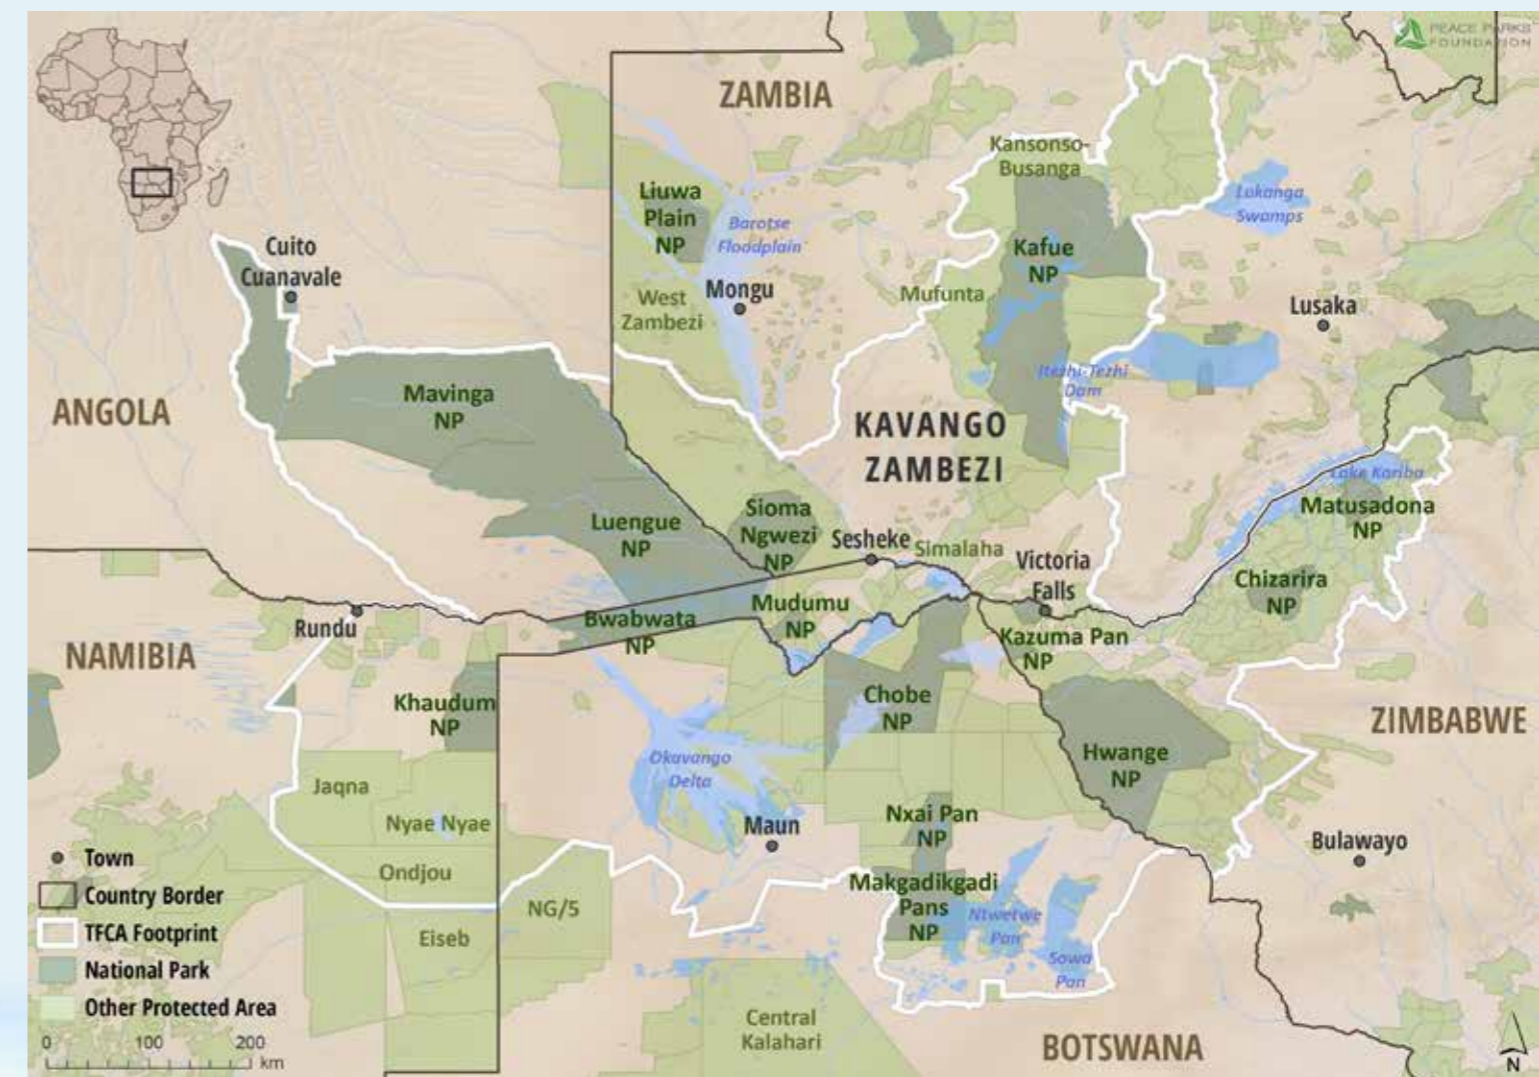 PEACE PARKS
FOUNDATION
ZAMBIA
Kansonso-
Busanga
Liuwa
Plain
NP
Barotse
Floodplain
Lukanga
Swamps
Cuito
Cuanavale
Kafue
NP
West
Zambezi
Mongu
Mufunta
Lusaka
Itezhi-Tezhi
Dam
ANGOLA
Mavinga
NP
KAVANGO
ZAMBEZI
Lake Kariba
Matusadona
NP
Luengue
NP
Sioma
Ngwezi
NP
Sesheke
Simalaha
Victoria
Falls
Chizarira
NP
Rundu
Bwabwata
NP
Mudumu
NP
Kazuma Pan
NP
NAMIBIA
Khaudum
NP
Chobe
NP
ZIMBABWE
Hwange
NP
Okavango
Delta
Jaqna
Nyae Nyae
Nxai Pan
NP
Maun
Bulawayo
Ondjou
Makgadikgadi
Pans
NP
Ntwetwe
Pan
NG/5
Eiseb
Sowa
Pan
Central
Kalahari
BOTSWANA
Town
Country Border
TFCA Footprint
National Park
Other Protected Area
0 100 200
km
N